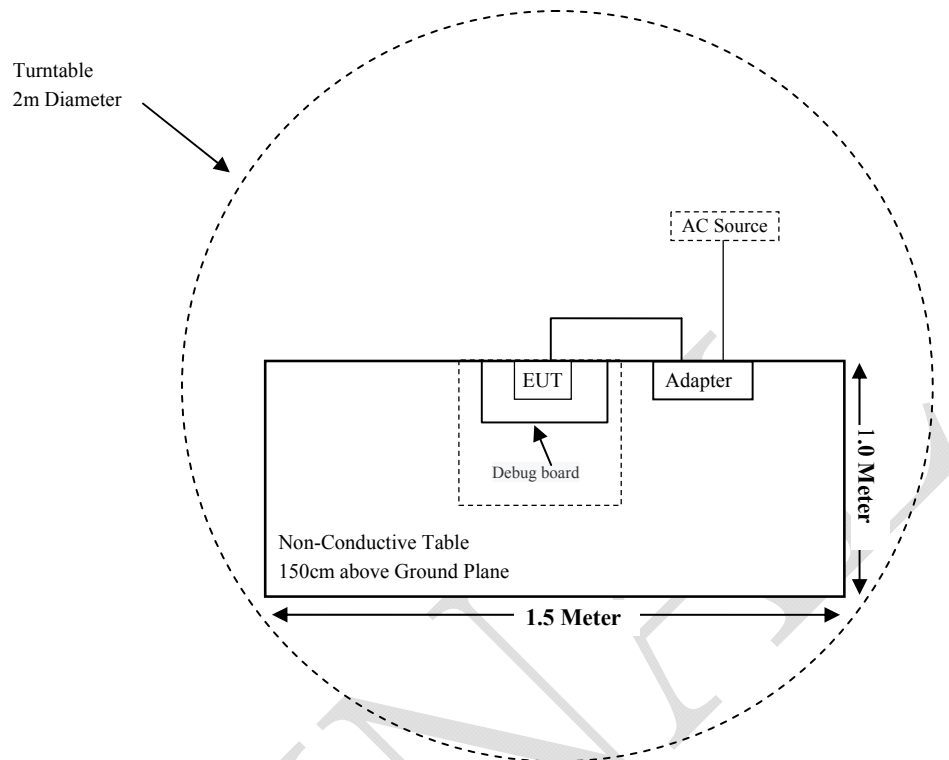 Turntable
2m Diameter
AC Source
EUT
Adapter
Debug board
1.0 Meter
Non-Conductive Table
150cm above Ground Plane
1.5 Meter